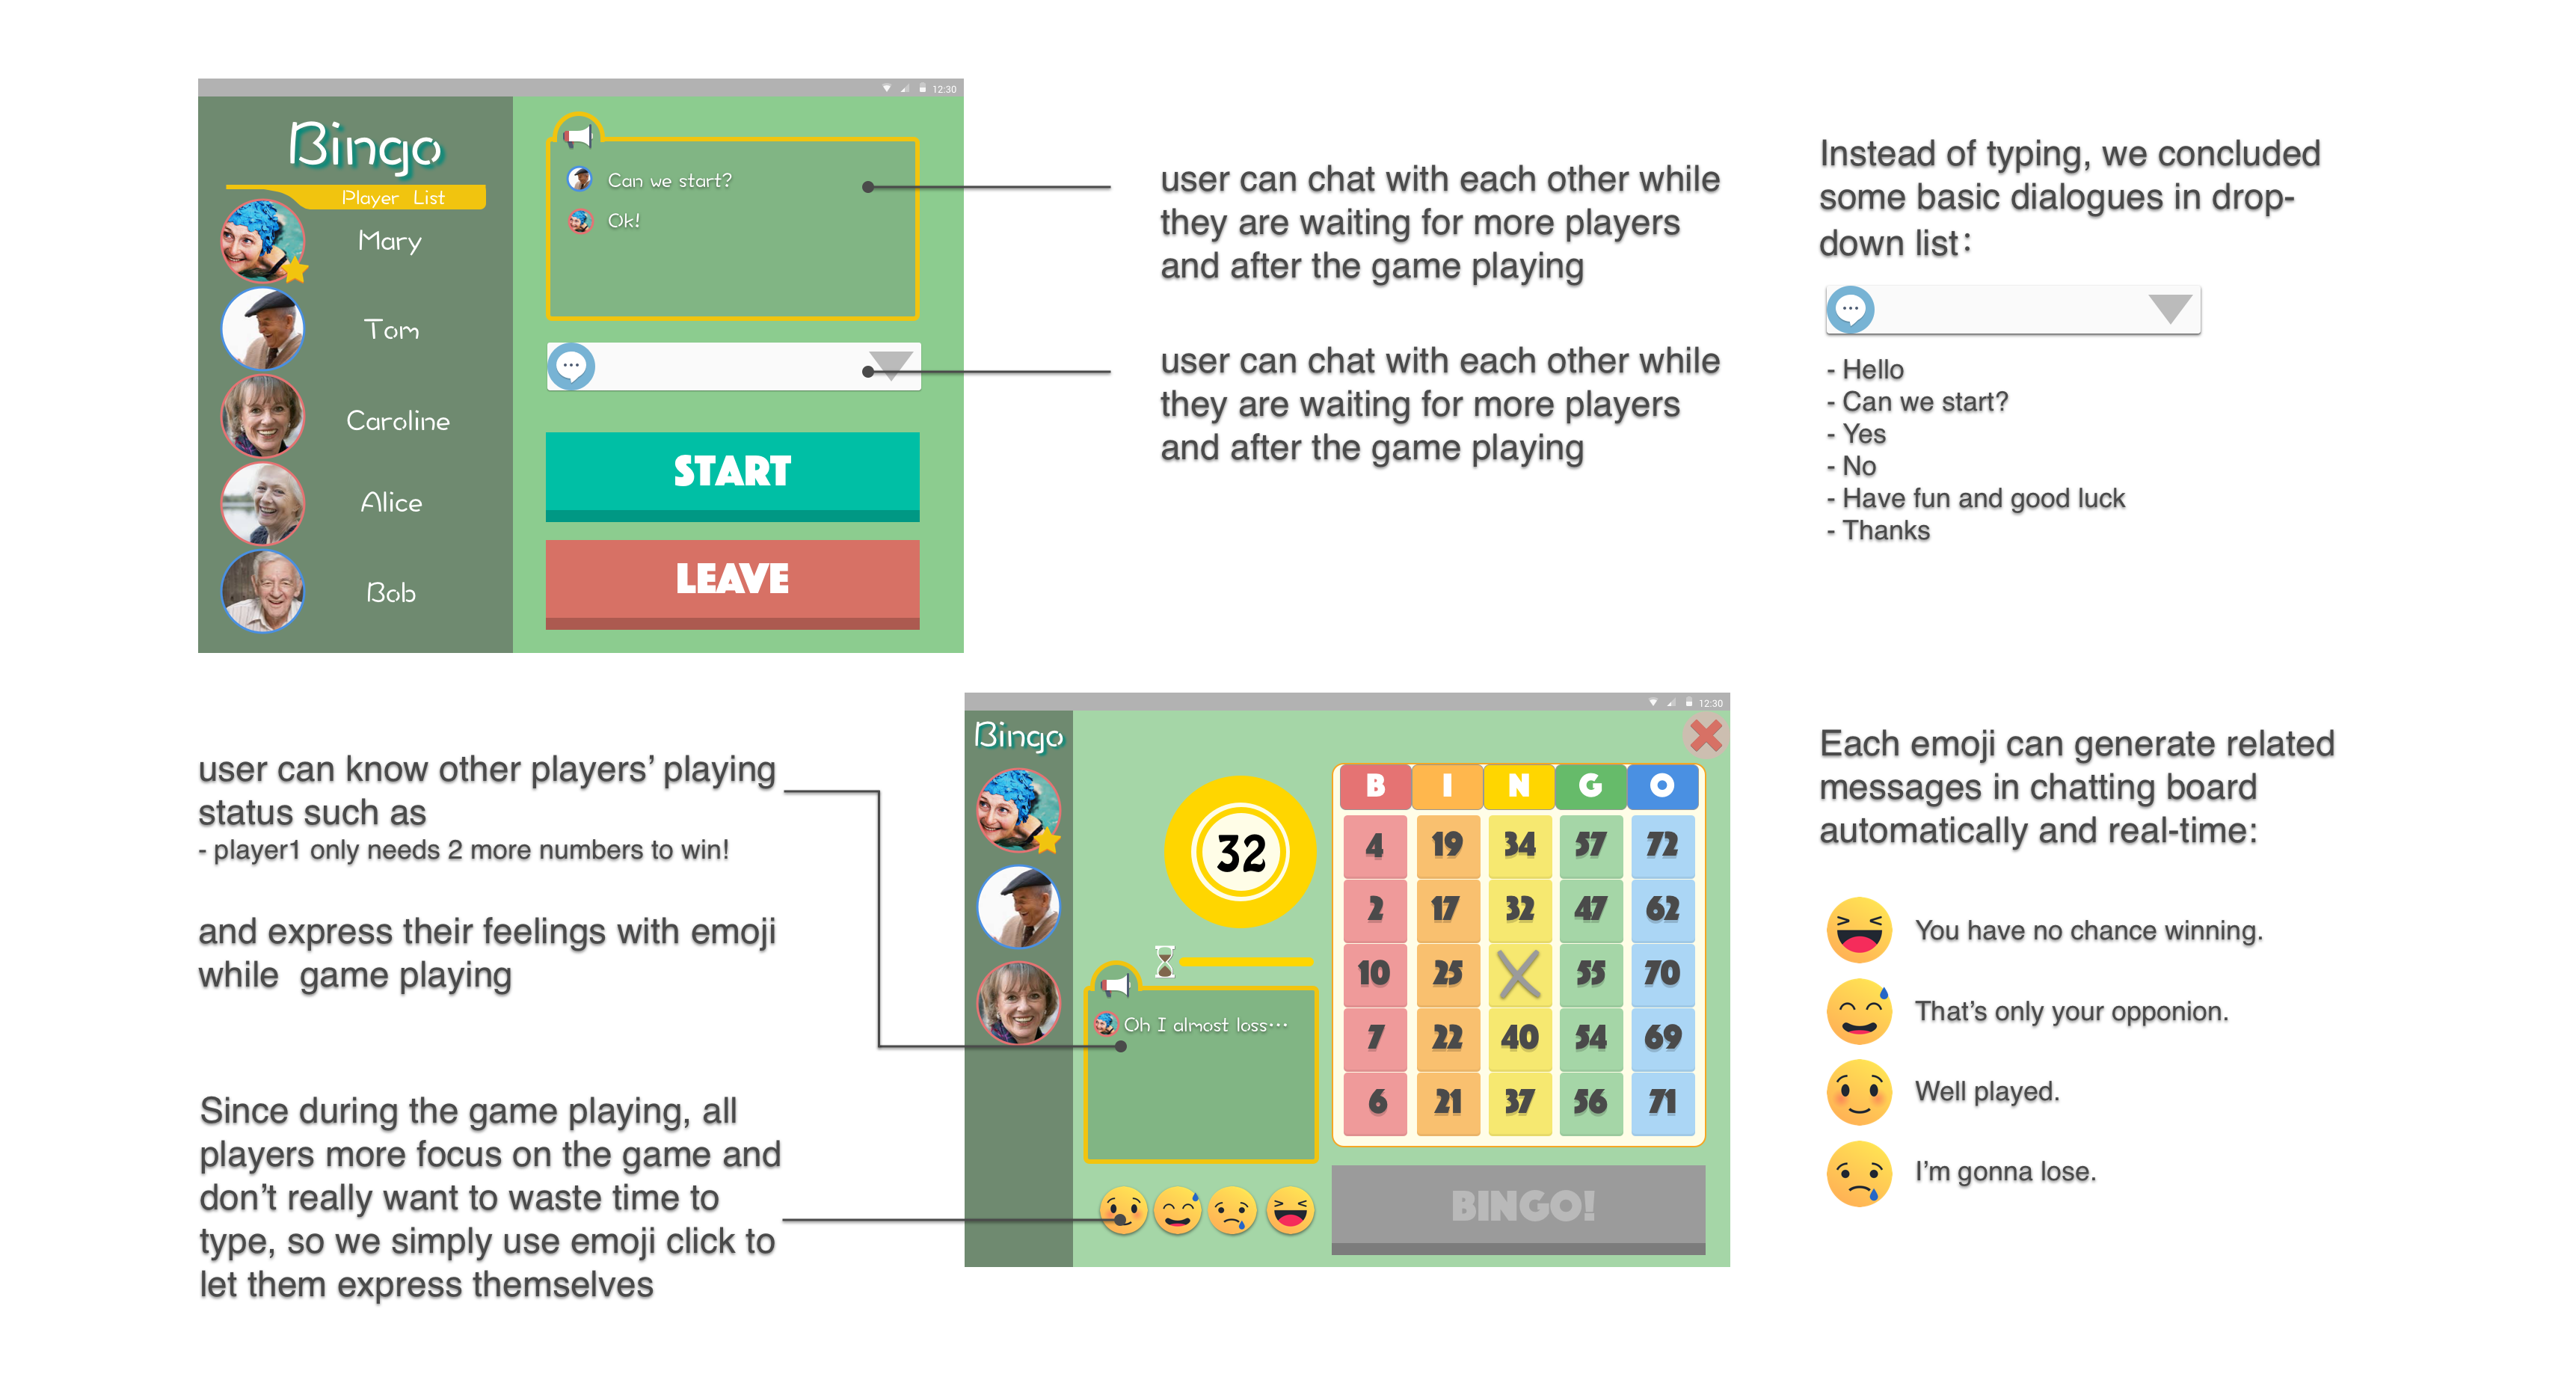 12:30
Bingo
Player List
Mary
Tom
Caroline
Alice
Bob
Can we start?
Ok!
START
LEAVE
user can chat with each other while
they are waiting for more players
and after the game playing
user can chat with each other while
they are waiting for more players
and after the game playing
Instead of typing, we concluded
some basic dialogues in drop-
down list:
- Hello
- Can we start?
- Yes
- No
- Have fun and good luck
- Thanks
user can know other players' playing
status such as
- player1 only needs 2 more numbers to win!
and express their feelings with emoji
while game playing
Since during the game playing, all
players more focus on the game and
don't really want to waste time to
type, so we simply use emoji click to
let them express themselves
12:30
Bingo
32
Oh I almost loss...
B I N G O
4 19 34 57 72
2 17 32 47 62
10 25 X 55 70
7 22 40 54 69
6 21 37 56 71
BINGO!
Each emoji can generate related
messages in chatting board
automatically and real-time:
You have no chance winning.
That's only your opponion.
Well played.
I'm gonna lose.